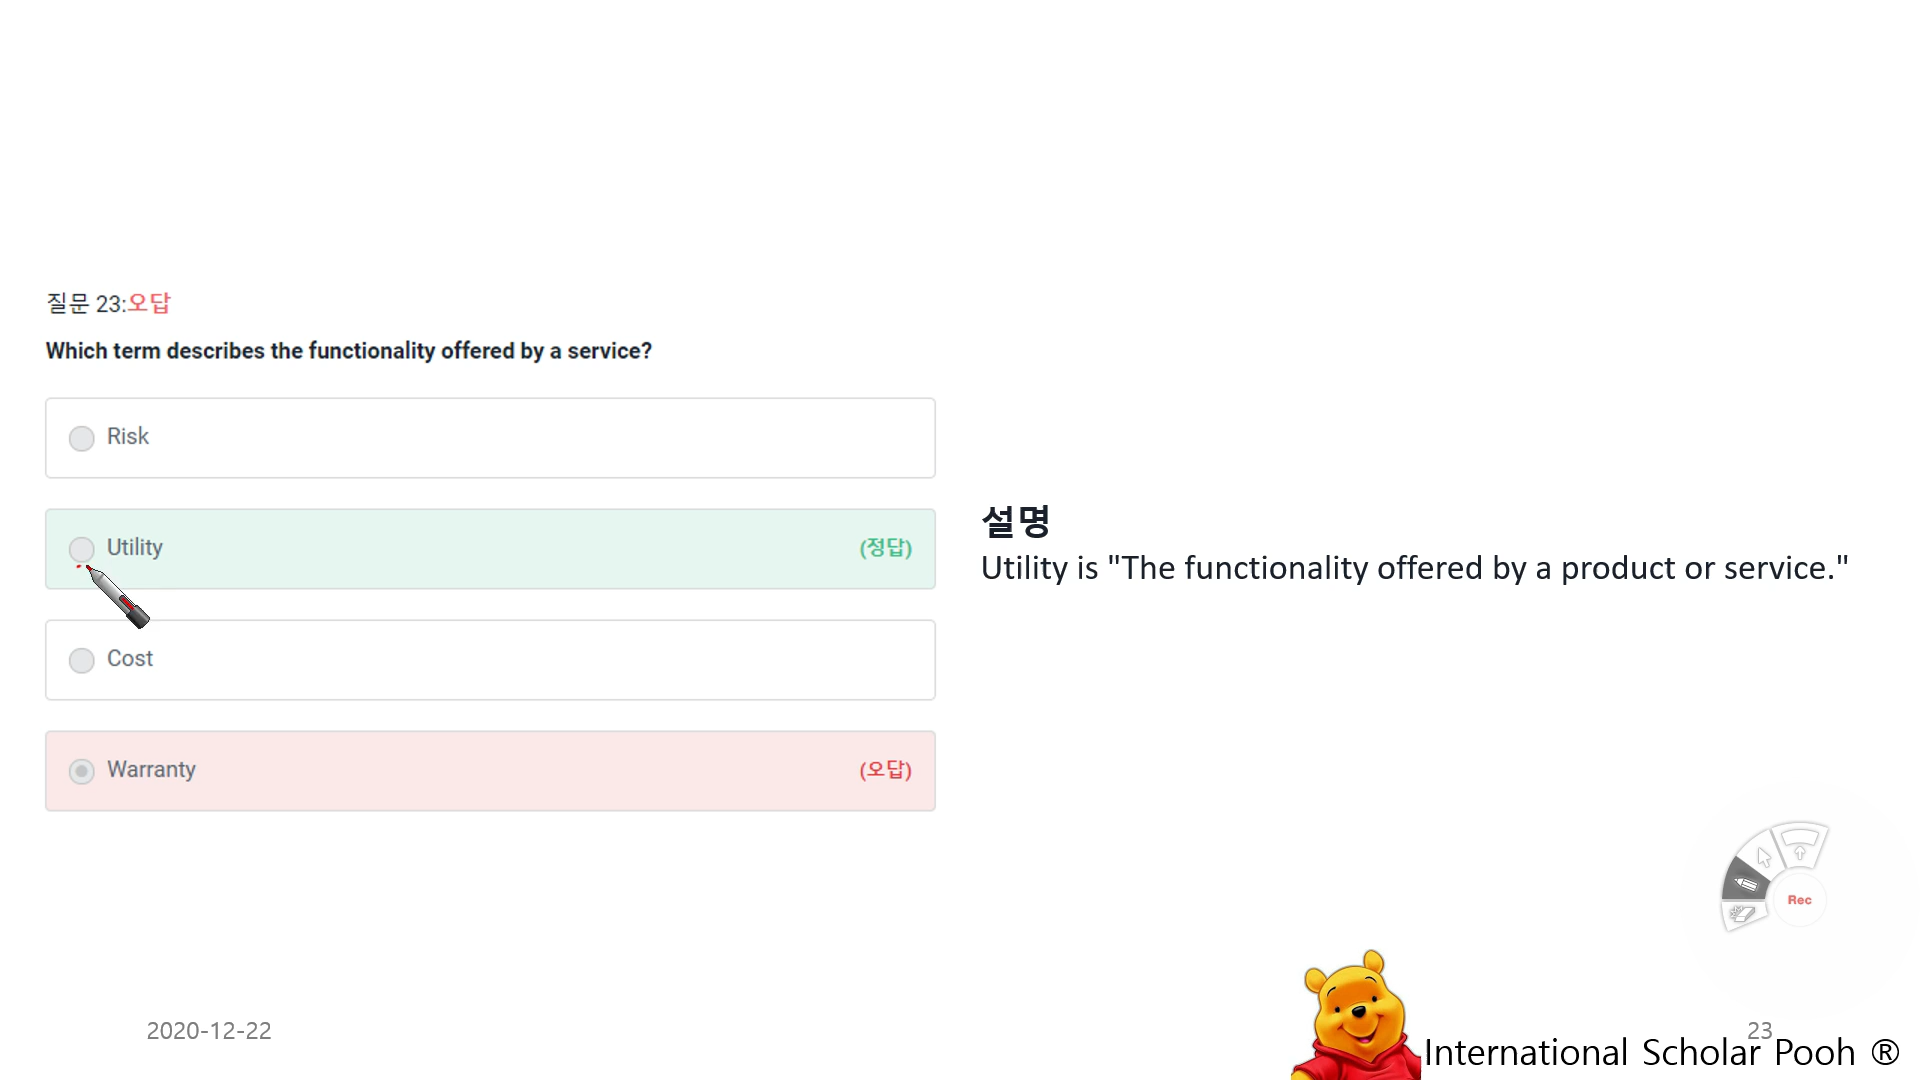 질문 23:오답
Which term describes the functionality offered by a service?
Risk
Utility (정답)
Cost
Warranty (오답)
설명
Utility is "The functionality offered by a product or service."
Rec
2020-12-22
23
International Scholar Pooh ®